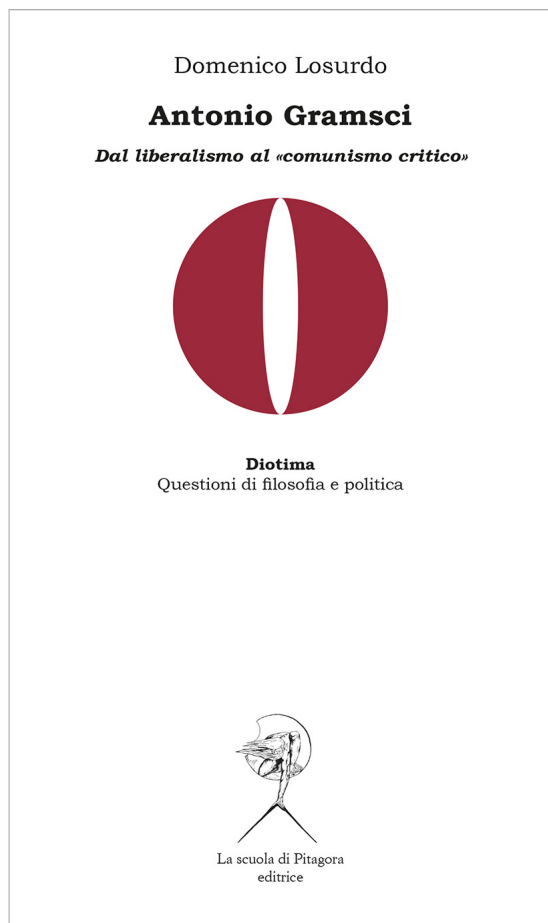 Domenico Losurdo
Antonio Gramsci
Dal liberalismo al «comunismo critico»
Diotima
Questioni di filosofia e politica
La scuola di Pitagora
editrice